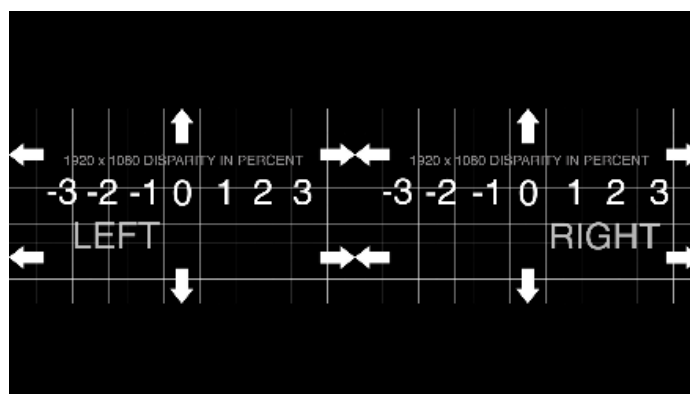 1920 x 1080 DISPARITY IN PERCENT
-3 -2 -1 0 1 2 3
LEFT
1920 x 1080 DISPARITY IN PERCENT
-3 -2 -1 0 1 2 3
RIGHT